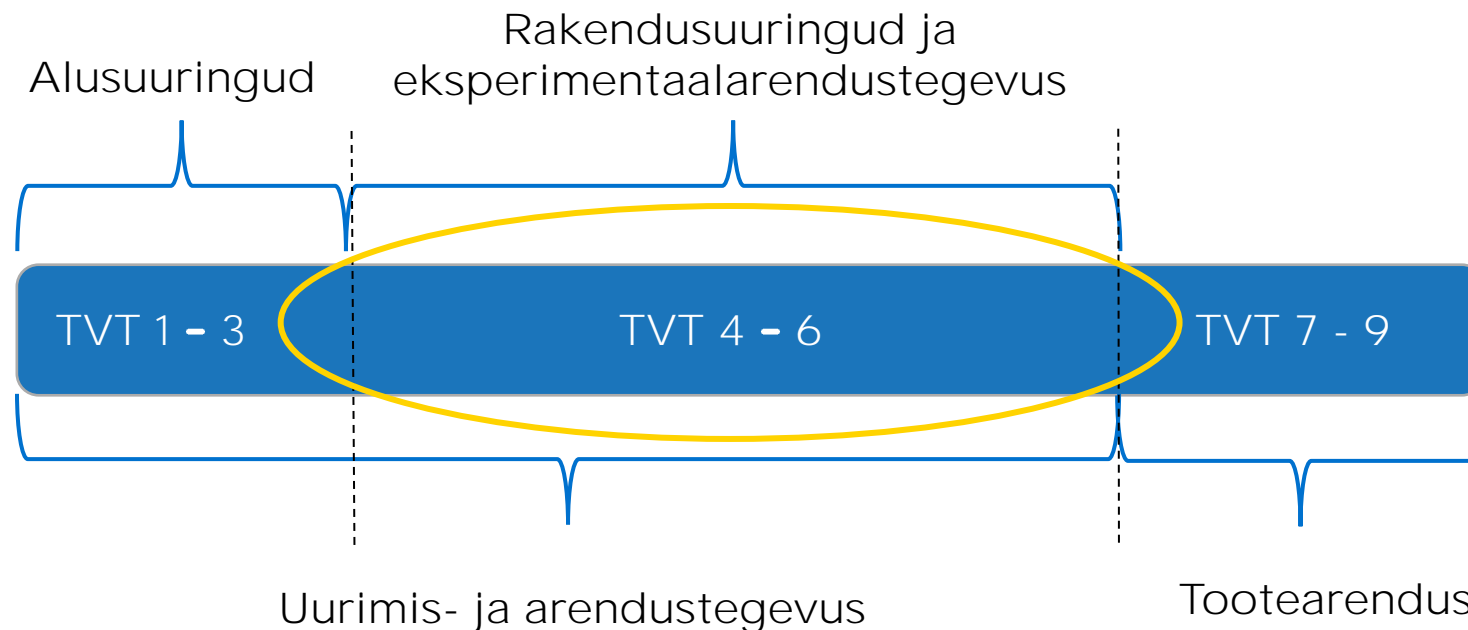 Rakendusuuringud ja
eksperimentaalarendustegevus
Alusuuringud
TVT 1 – 3
TVT 4 – 6
TVT 7 - 9
Uurimis- ja arendustegevus
Tootearendus